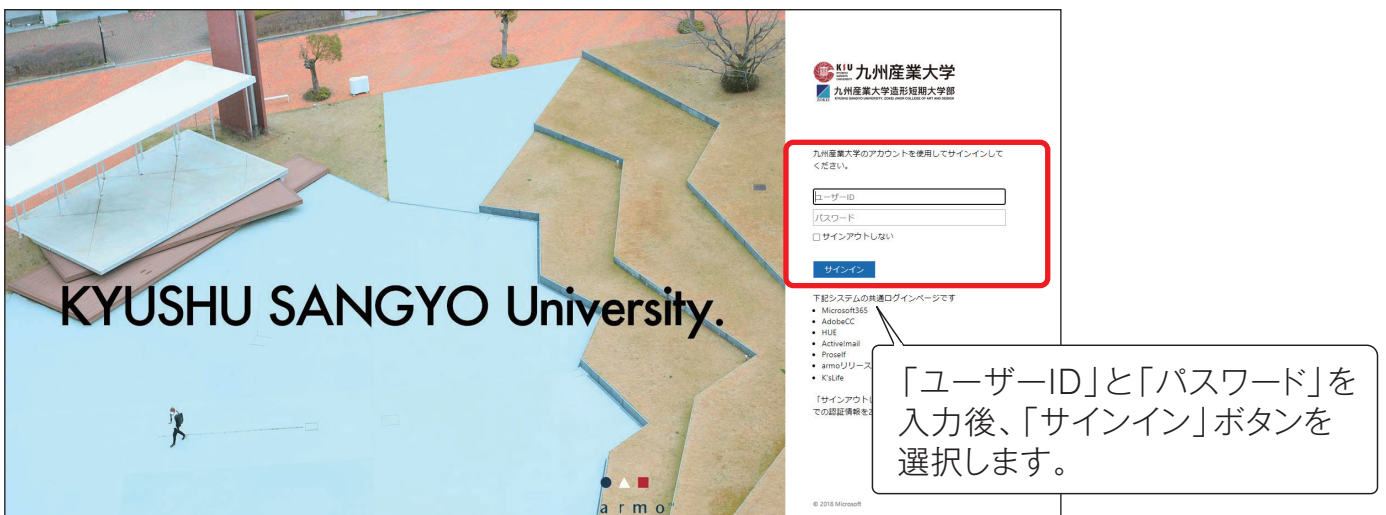 KYUSHU SANGYO University.
armo
KSU 九州産業大学
九州産業大学造形短期大学部
九州産業大学のアカウントを使用してサインインして
ください。
ユーザーID
パスワード
サインアウトしない
サインイン
下記システムの共通ログインページです
• Microsoft365
• AdobeCC
• HUE
• Active!mail
• Proself
• armoリリース
• K'sLife
「サインアウト
での認証情報を
「ユーザーID」と「パスワード」を
入力後、「サインイン」ボタンを
選択します。
© 2018 Microsoft